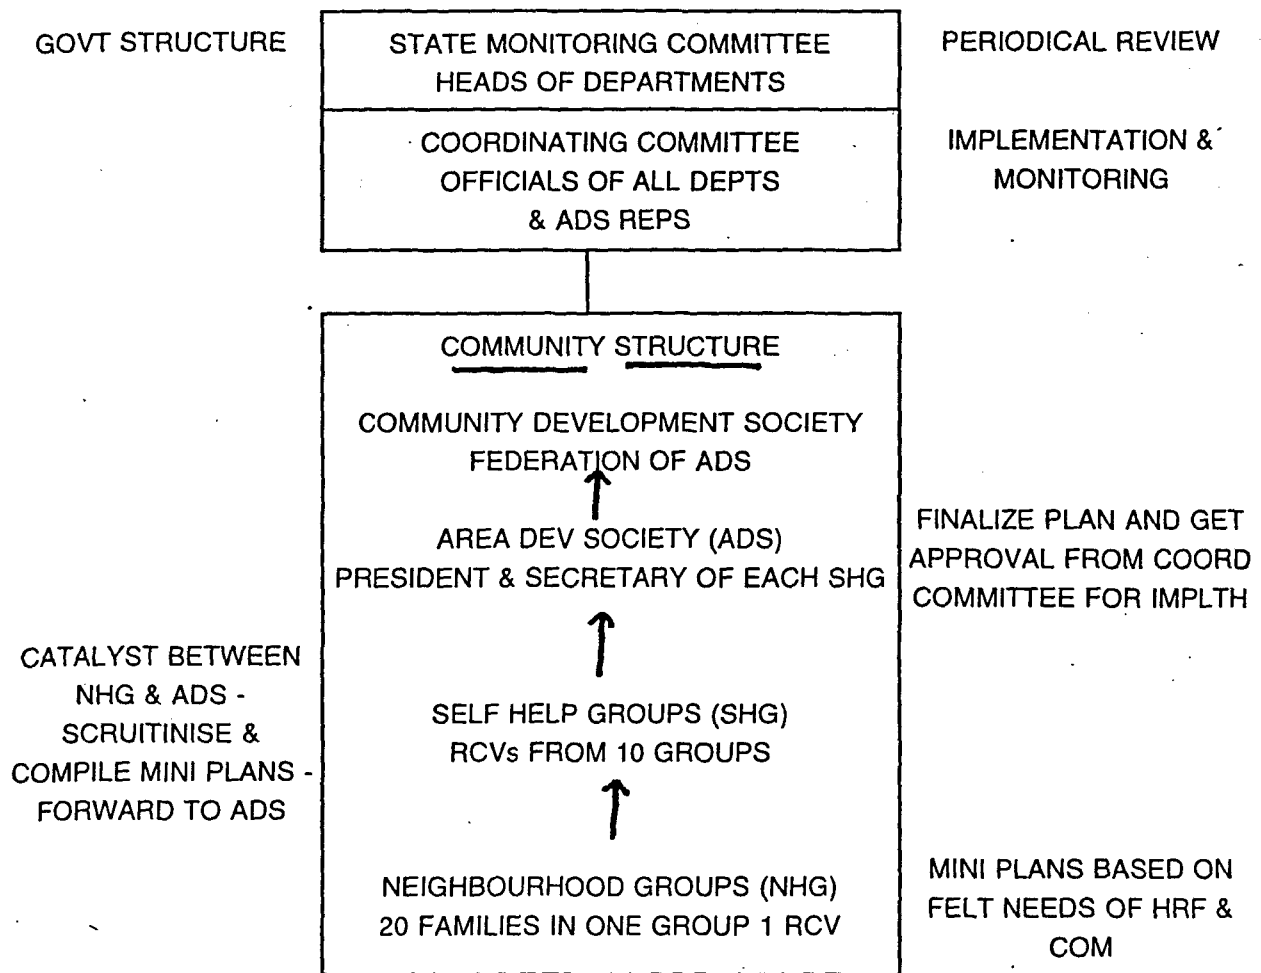 GOVT STRUCTURE
STATE MONITORING COMMITTEE
HEADS OF DEPARTMENTS
PERIODICAL REVIEW
COORDINATING COMMITTEE
OFFICIALS OF ALL DEPTS
& ADS REPS
IMPLEMENTATION &
MONITORING
COMMUNITY STRUCTURE
COMMUNITY DEVELOPMENT SOCIETY
FEDERATION OF ADS
AREA DEV SOCIETY (ADS)
PRESIDENT & SECRETARY OF EACH SHG
FINALIZE PLAN AND GET
APPROVAL FROM COORD
COMMITTEE FOR IMPLTH
CATALYST BETWEEN
NHG & ADS -
SCRUITINISE &
COMPILE MINI PLANS -
FORWARD TO ADS
SELF HELP GROUPS (SHG)
RCVs FROM 10 GROUPS
NEIGHBOURHOOD GROUPS (NHG)
20 FAMILIES IN ONE GROUP 1 RCV
MINI PLANS BASED ON
FELT NEEDS OF HRF &
COM